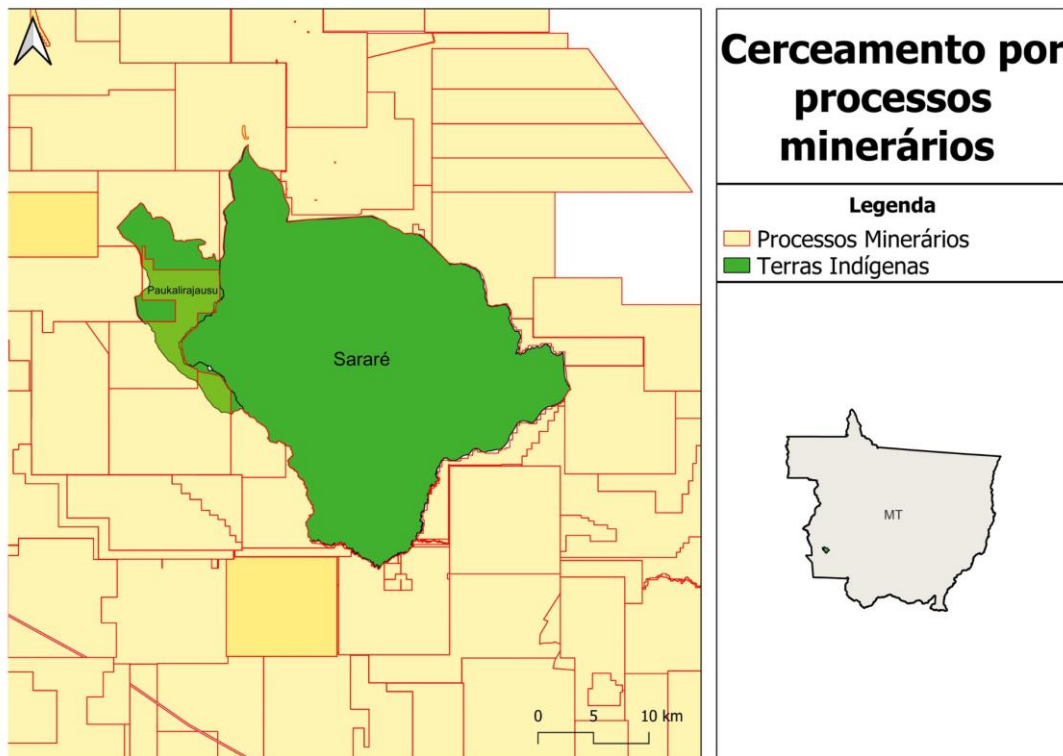 Cerceamento por
processos
minerários
Legenda
Processos Minerários
Terras Indígenas
Paukalirajausu
Sararé
MT
0 5 10 km